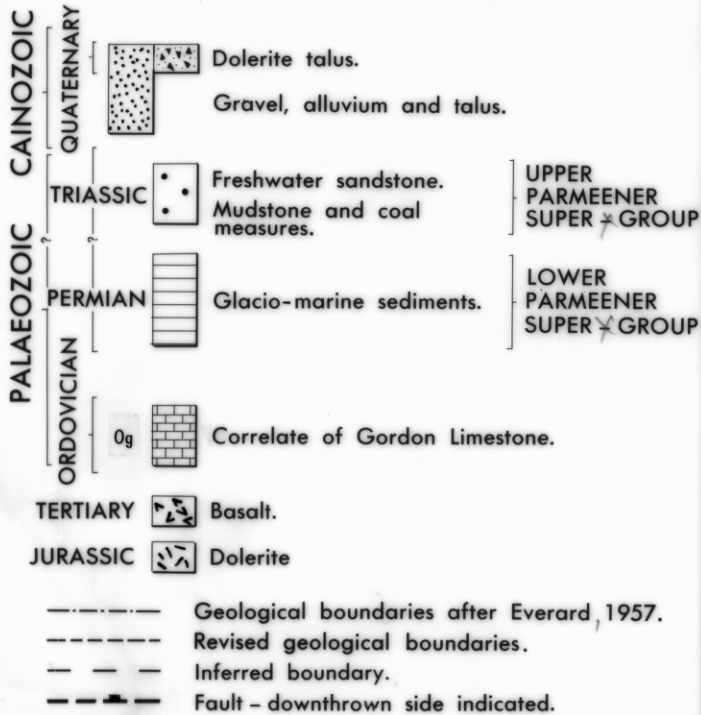 CAINOZOIC
QUATERNARY
Dolerite talus.
Gravel, alluvium and talus.
TRIASSIC
Freshwater sandstone.
Mudstone and coal
measures.
UPPER
PARMEENER
SUPER - GROUP
?
?
PALAEOZOIC
PERMIAN
Glacio-marine sediments.
LOWER
PARMEENER
SUPER - GROUP
ORDOVICIAN
Og
Correlate of Gordon Limestone.
TERTIARY
Basalt.
JURASSIC
Dolerite
Geological boundaries after Everard, 1957.
Revised geological boundaries.
Inferred boundary.
Fault - downthrown side indicated.